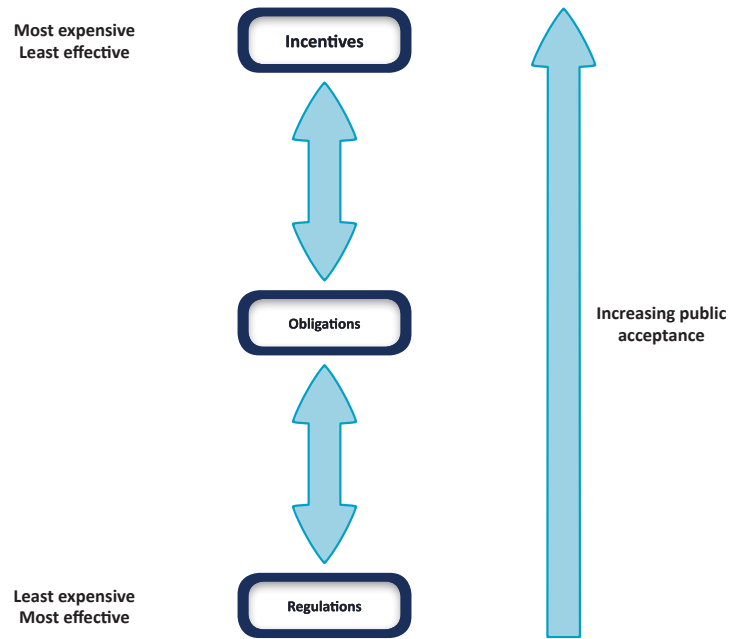 Most expensive
Least effective
Incentives
Obligations
Increasing public
acceptance
Least expensive
Most effective
Regulations